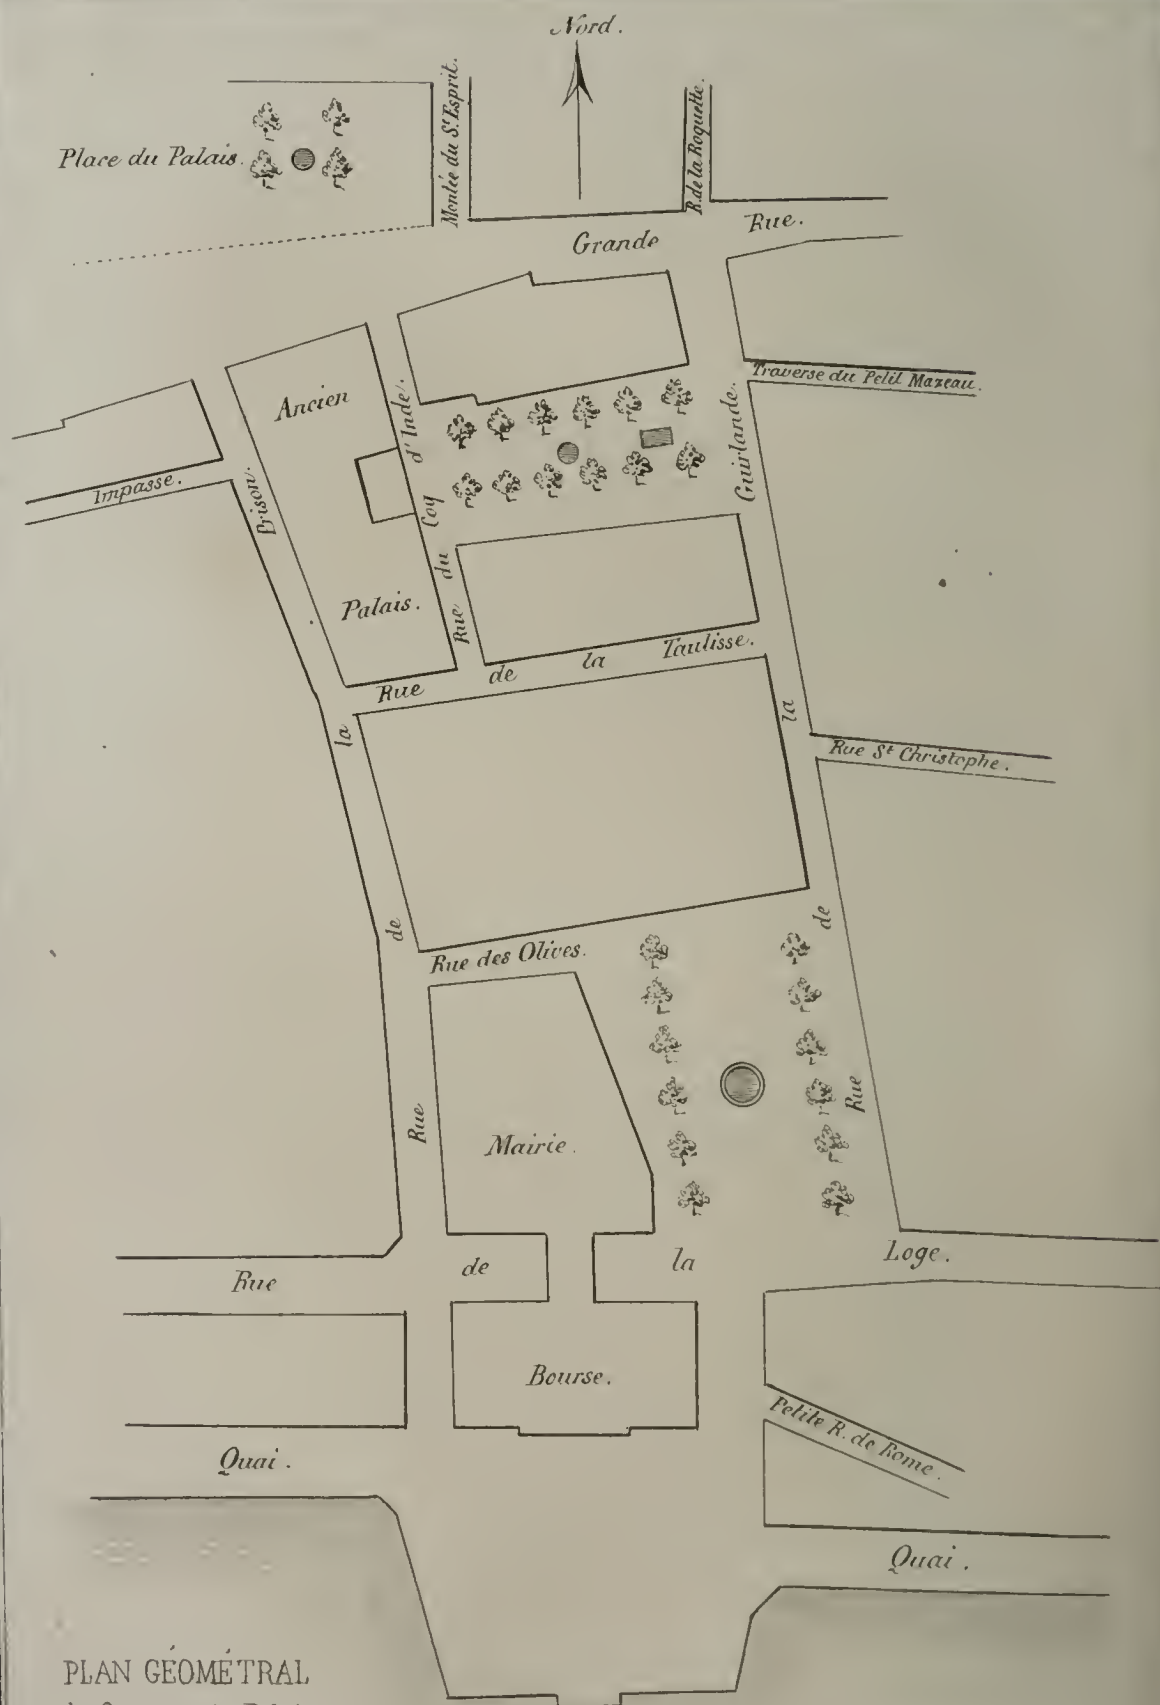 Nord.
Montée du St. Esprit.
R. de la Roquette.
Place du Palais.
Grande Rue.
Traverse du Petit Mazeau.
Ancien Palais.
Impasse.
Rue du Coq d'Inde.
Rue de la Guirlande.
Rue de la Prison.
Rue de la Taulisse.
Rue St. Christophe.
Rue des Olives.
Mairie.
Rue de la Loge.
Bourse.
Petite R. de Rome.
Quai.
Quai.
PLAN GÉOMÉTRAL